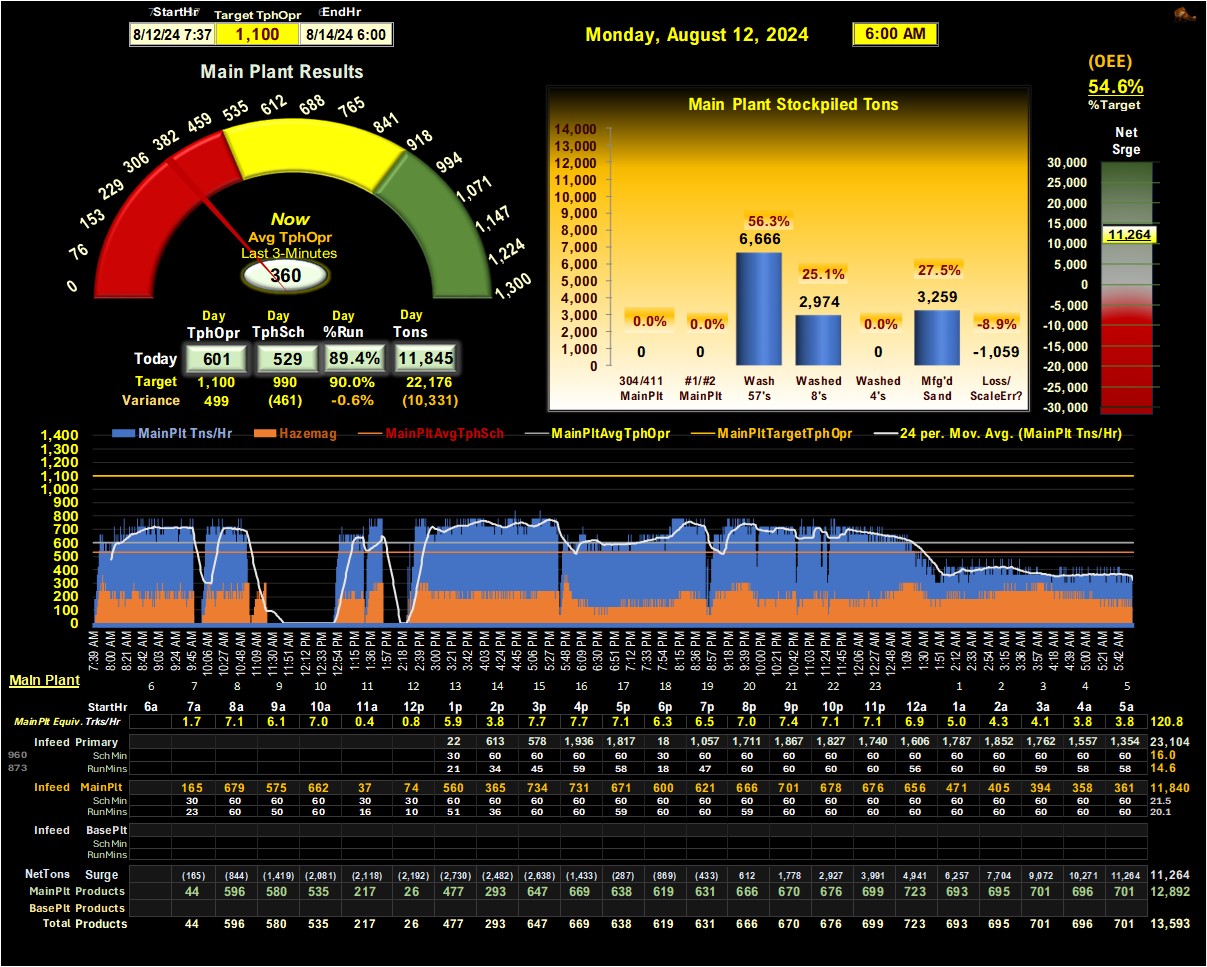 StartHr Target TphOpr EndHr
8/12/24 7:37 1,100 8/14/24 6:00
Monday, August 12, 2024 6:00 AM
(OEE)
54.6%
%Target
Main Plant Results
0 76 153 229 306 382 459 535 612 688 765 841 918 994 1,071 1,147 1,224 1,300
Now
Avg TphOpr
Last 3-Minutes
360
Day Day Day Day
TphOpr TphSch %Run Tons
Today 601 529 89.4% 11,845
Target 1,100 990 90.0% 22,176
Variance 499 (461) -0.6% (10,331)
Main Plant Stockpiled Tons
14,000
13,000
12,000
11,000
10,000
9,000
8,000
7,000
6,000
5,000
4,000
3,000
2,000
1,000
0
0.0% 0.0% 56.3% 25.1% 0.0% 27.5% -8.9%
0 0 6,666 2,974 0 3,259 -1,059
304/411 #1/#2 Wash Washed Washed Mfg'd Loss/
MainPlt MainPlt 57's 8's 4's Sand ScaleErr?
Net
Srge
30,000
25,000
20,000
15,000
10,000
5,000
0
-5,000
-10,000
-15,000
-20,000
-25,000
-30,000
11,264
MainPlt Tns/Hr Hazemag MainPltAvgTphSch MainPltAvgTphOpr MainPltTargetTphOpr 24 per. Mov. Avg. (MainPlt Tns/Hr)
1,400
1,300
1,200
1,100
1,000
900
800
700
600
500
400
300
200
100
0
7:39 AM 8:00 AM 8:21 AM 8:42 AM 9:03 AM 9:24 AM 9:45 AM 10:06 AM 10:27 AM 10:48 AM 11:09 AM 11:30 AM 11:51 AM 12:12 PM 12:33 PM 12:54 PM 1:15 PM 1:36 PM 1:57 PM 2:18 PM 2:39 PM 3:00 PM 3:21 PM 3:42 PM 4:03 PM 4:24 PM 4:45 PM 5:06 PM 5:27 PM 5:48 PM 6:09 PM 6:30 PM 6:51 PM 7:12 PM 7:33 PM 7:54 PM 8:15 PM 8:36 PM 8:57 PM 9:18 PM 9:39 PM 10:00 PM 10:21 PM 10:42 PM 11:03 PM 11:24 PM 11:45 PM 12:06 AM 12:27 AM 12:48 AM 1:09 AM 1:30 AM 1:51 AM 2:12 AM 2:33 AM 2:54 AM 3:15 AM 3:36 AM 3:57 AM 4:18 AM 4:39 AM 5:00 AM 5:21 AM 5:42 AM
Main Plant 6 7 8 9 10 11 12 13 14 15 16 17 18 19 20 21 22 23 1 2 3 4 5
StartHr 6a 7a 8a 9a 10a 11a 12p 1p 2p 3p 4p 5p 6p 7p 8p 9p 10p 11p 12a 1a 2a 3a 4a 5a
MainPlt Equiv. Trks/Hr 1.7 7.1 6.1 7.0 0.4 0.8 5.9 3.8 7.7 7.7 7.1 6.3 6.5 7.0 7.4 7.1 7.1 6.9 5.0 4.3 4.1 3.8 3.8 120.8
Infeed Primary 22 613 578 1,936 1,817 18 1,057 1,711 1,867 1,827 1,740 1,606 1,787 1,852 1,762 1,557 1,354 23,104
960 SchMin 30 60 60 60 60 30 60 60 60 60 60 60 60 60 60 60 60 16.0
873 RunMins 21 34 45 59 58 18 47 60 60 60 60 56 60 60 59 58 58 14.6
Infeed MainPlt 165 679 575 662 37 74 560 365 734 731 671 600 621 666 701 678 676 656 471 405 394 358 361 11,840
SchMin 30 60 60 60 30 30 60 60 60 60 60 60 60 60 60 60 60 60 60 60 60 60 60 21.5
RunMins 23 60 50 60 16 10 51 36 60 60 59 60 60 59 60 60 60 60 60 60 60 60 60 20.1
Infeed BasePlt
SchMin
RunMins
NetTons Surge (165) (844) (1,419) (2,081) (2,118) (2,192) (2,730) (2,482) (2,638) (1,433) (287) (869) (433) 612 1,778 2,927 3,991 4,941 6,257 7,704 9,072 10,271 11,264 11,264
MainPlt Products 44 596 580 535 217 26 477 293 647 669 638 619 631 666 670 676 699 723 693 695 701 696 701 12,892
BasePlt Products
Total Products 44 596 580 535 217 26 477 293 647 669 638 619 631 666 670 676 699 723 693 695 701 696 701 13,593